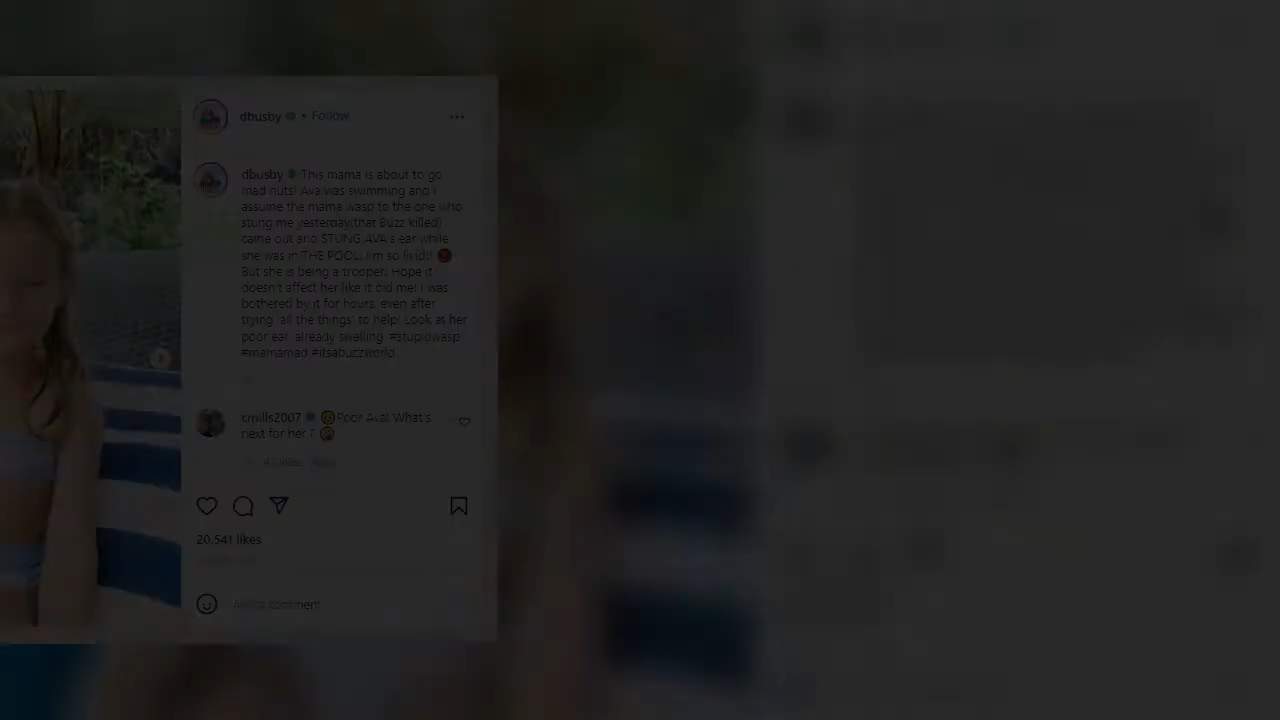 dbusby • Follow
dbusby This mama is about to go
mad nuts! Ava was swimming and I
assume the mama wasp to the one who
stung me yesterday(that Buzz killed)
came out and STUNG AVA's ear while
she was in THE POOL! I'm so livid!!
But she is being a trooper! Hope it
doesn't affect her like it did me! I was
bothered by it for hours, even after
trying 'all the things' to help! Look at her
poor ear, already swelling. #stupidwasp
#mamamad #itsabuzzworld
cmills2007 Poor Ava! What's
next for her ?
20,541 likes
Add a comment